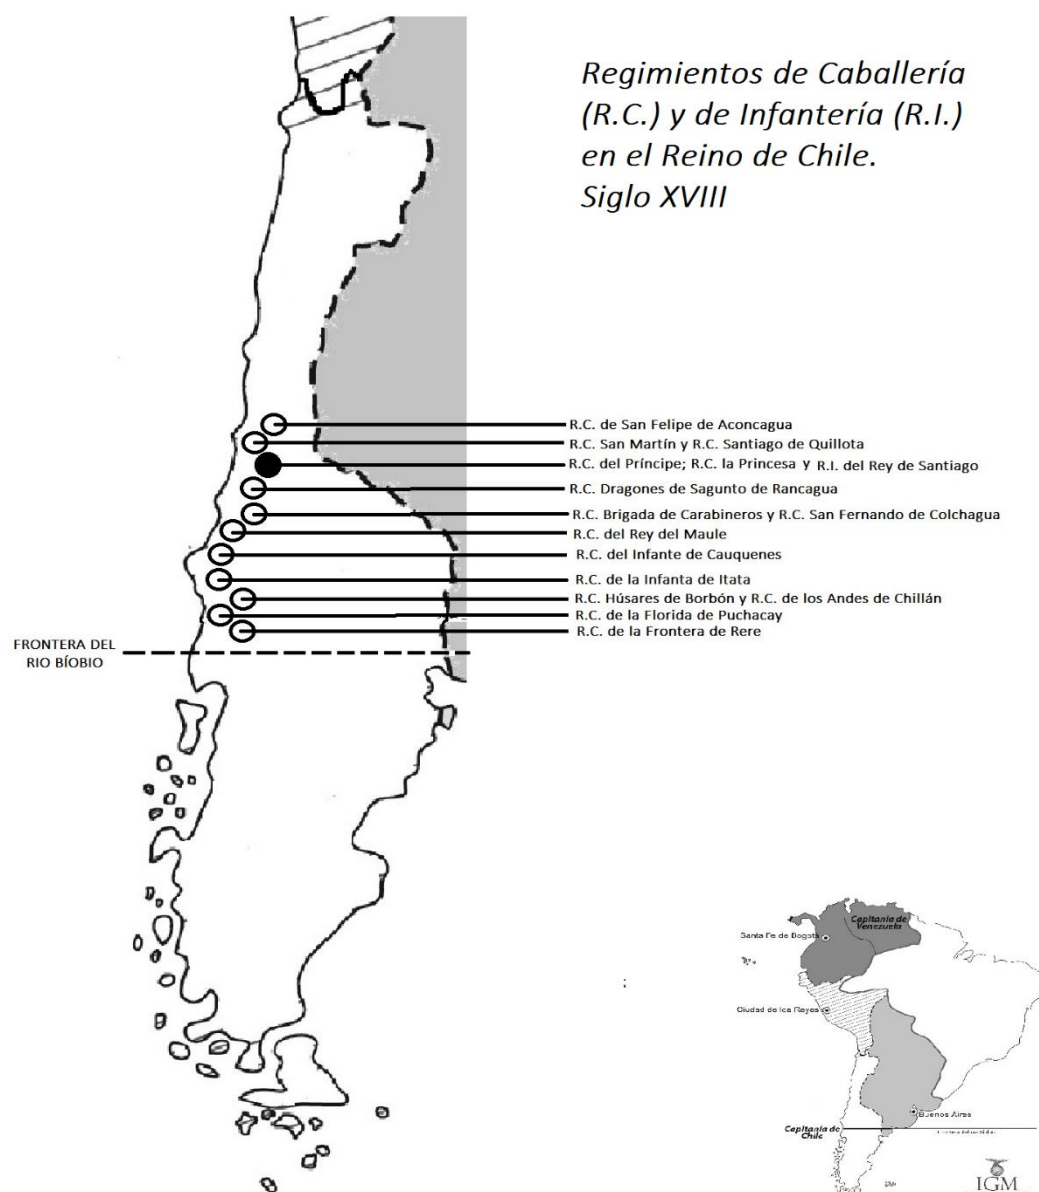 Regimientos de Caballería
(R.C.) y de Infantería (R.I.)
en el Reino de Chile.
Siglo XVIII
R.C. de San Felipe de Aconcagua
R.C. San Martín y R.C. Santiago de Quillota
R.C. del Príncipe; R.C. la Princesa y R.I. del Rey de Santiago
R.C. Dragones de Sagunto de Rancagua
R.C. Brigada de Carabineros y R.C. San Fernando de Colchagua
R.C. del Rey del Maule
R.C. del Infante de Cauquenes
R.C. de la Infanta de Itata
R.C. Húsares de Borbón y R.C. de los Andes de Chillán
R.C. de la Florida de Puchacay
R.C. de la Frontera de Rere
FRONTERA DEL
RIO BÍOBIO
Capitanía de
Venezuela
Santa Fe de Bogotá
Ciudad de los Reyes
Buenos Aires
Capitanía de
Chile
IGM